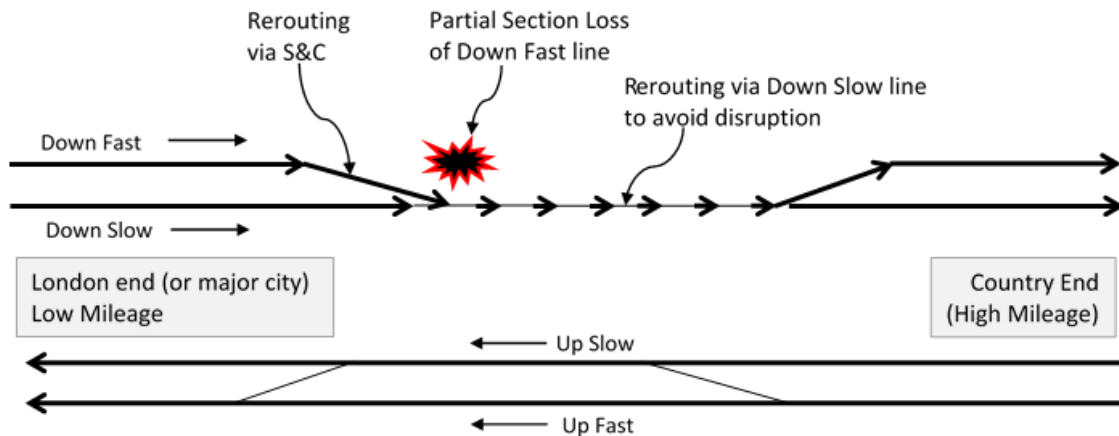 Rerouting
via S&C
Partial Section Loss
of Down Fast line
Rerouting via Down Slow line
to avoid disruption
Down Fast
Down Slow
London end (or major city)
Low Mileage
Country End
(High Mileage)
Up Slow
Up Fast